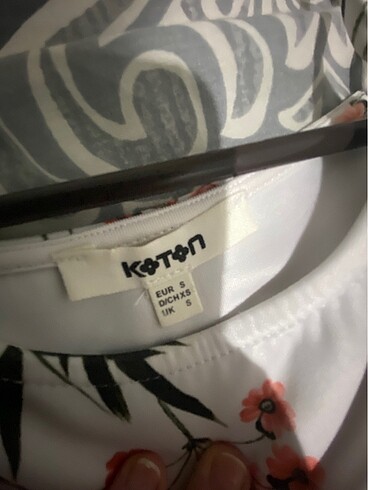 KOTON
EUR S
D/CH XS
UK S